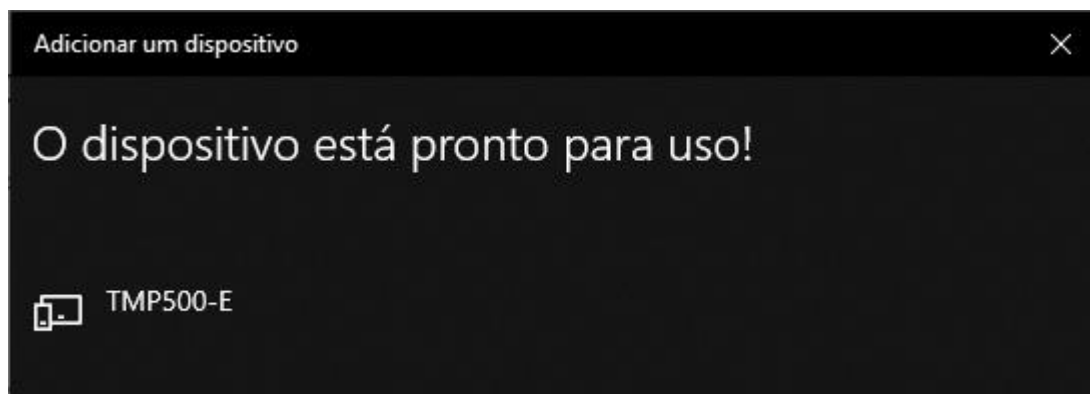 Adicionar um dispositivo
O dispositivo está pronto para uso!
TMP500-E